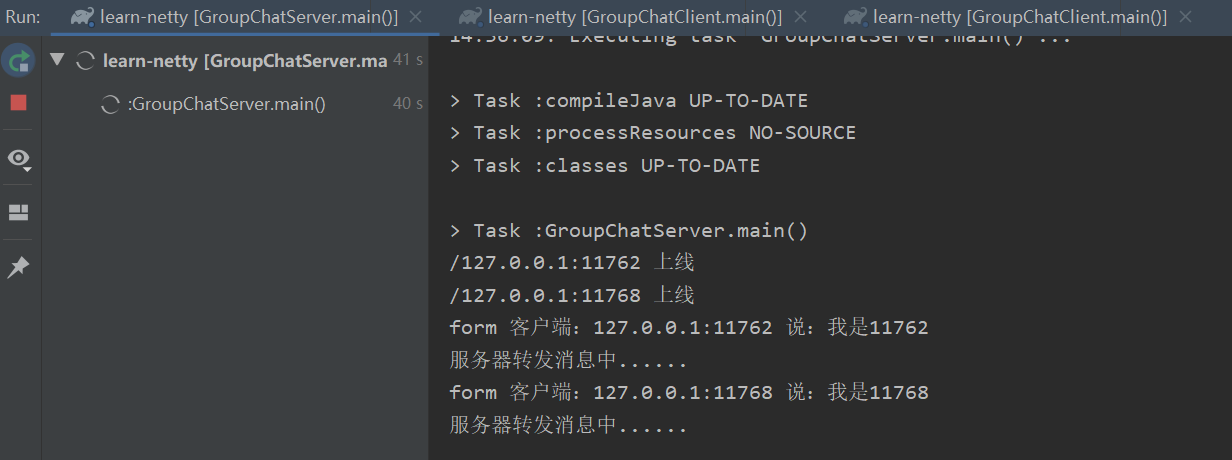 Run: learn-netty [GroupChatServer.main()] × learn-netty [GroupChatClient.main()] × learn-netty [GroupChatClient.main()] ×
learn-netty [GroupChatServer.ma 41 s
:GroupChatServer.main() 40 s
14:36:09: Executing task 'GroupChatServer.main()'...
> Task :compileJava UP-TO-DATE
> Task :processResources NO-SOURCE
> Task :classes UP-TO-DATE
> Task :GroupChatServer.main()
/127.0.0.1:11762 上线
/127.0.0.1:11768 上线
form 客户端：127.0.0.1:11762 说：我是11762
服务器转发消息中......
form 客户端：127.0.0.1:11768 说：我是11768
服务器转发消息中......